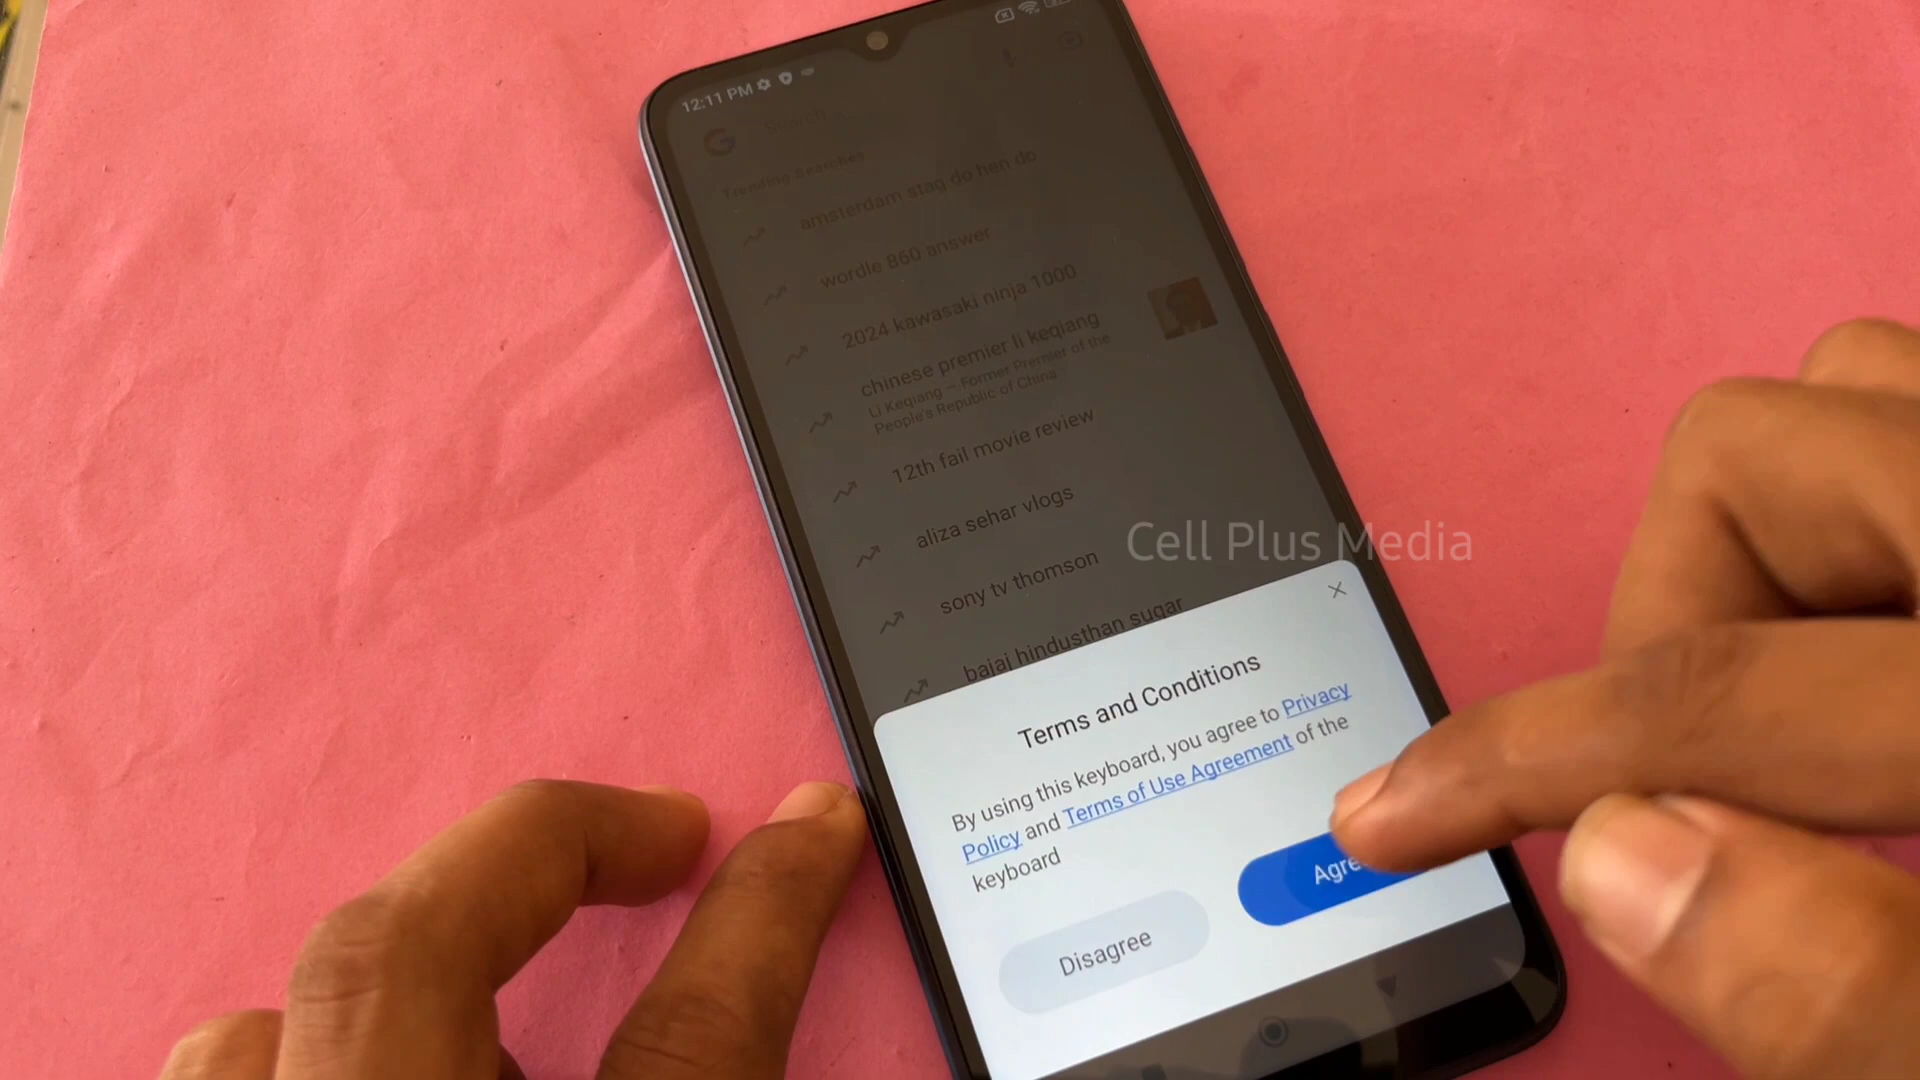 12:11 PM
Search
Trending Searches
amsterdam stag do hen do
wordle 860 answer
2024 kawasaki ninja 1000
chinese premier li keqiang
Li Keqiang — Former Premier of the
People's Republic of China
12th fail movie review
aliza sehar vlogs
sony tv thomson
bajaj hindusthan sugar
Cell Plus Media
Terms and Conditions
By using this keyboard, you agree to Privacy
Policy and Terms of Use Agreement of the
keyboard
Disagree
Agre